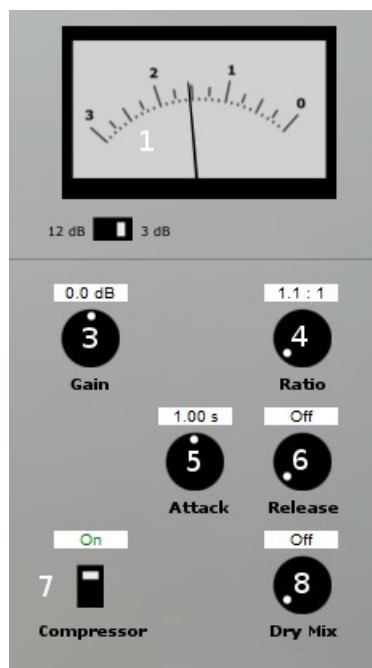 3 2 1 0
1
12 dB 3 dB
0.0 dB 1.1 : 1
3 4
Gain Ratio
1.00 s Off
5 6
Attack Release
On Off
7 8
Compressor Dry Mix